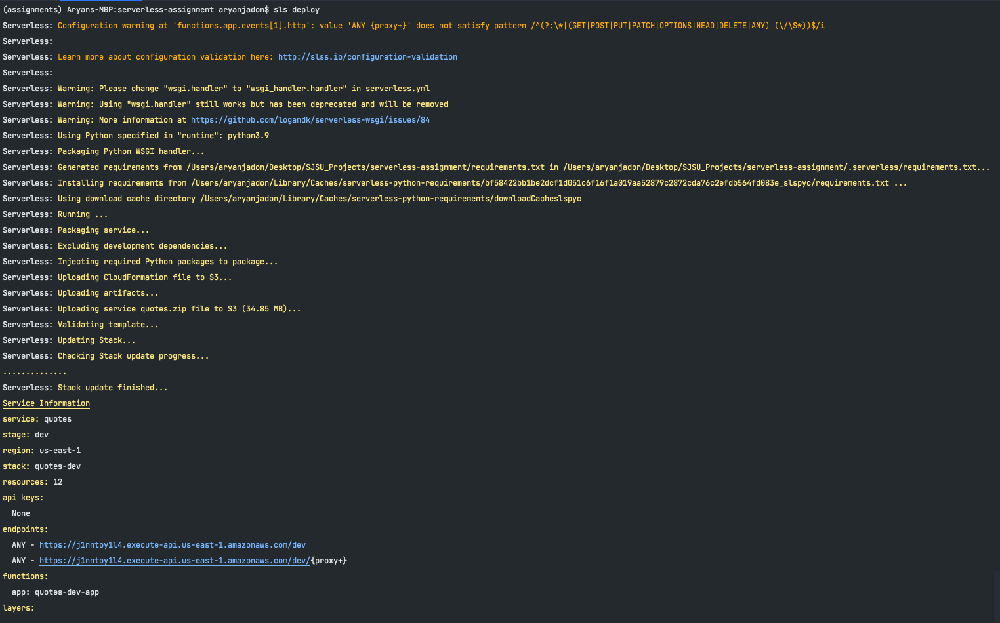 (assignments) Aryans-MBP:serverless-assignment aryanjadon$ sls deploy
Serverless: Configuration warning at 'functions.app.events[1].http': value 'ANY {proxy+}' does not satisfy pattern /^(?:\*|(GET|POST|PUT|PATCH|OPTIONS|HEAD|DELETE|ANY) (\/\S*))$/i
Serverless:
Serverless: Learn more about configuration validation here: http://slss.io/configuration-validation
Serverless:
Serverless: Warning: Please change "wsgi.handler" to "wsgi_handler.handler" in serverless.yml
Serverless: Warning: Using "wsgi.handler" still works but has been deprecated and will be removed
Serverless: Warning: More information at https://github.com/logandk/serverless-wsgi/issues/84
Serverless: Using Python specified in "runtime": python3.9
Serverless: Packaging Python WSGI handler...
Serverless: Generated requirements from /Users/aryanjadon/Desktop/SJSU_Projects/serverless-assignment/requirements.txt in /Users/aryanjadon/Desktop/SJSU_Projects/serverless-assignment/.serverless/requirements.txt...
Serverless: Installing requirements from /Users/aryanjadon/Library/Caches/serverless-python-requirements/bf58422bb1be2dcf1d051c6f16f1a019aa52879c2872cda76c2efdb564fd083e_slspyc/requirements.txt ...
Serverless: Using download cache directory /Users/aryanjadon/Library/Caches/serverless-python-requirements/downloadCacheslspyc
Serverless: Running ...
Serverless: Packaging service...
Serverless: Excluding development dependencies...
Serverless: Injecting required Python packages to package...
Serverless: Uploading CloudFormation file to S3...
Serverless: Uploading artifacts...
Serverless: Uploading service quotes.zip file to S3 (34.85 MB)...
Serverless: Validating template...
Serverless: Updating Stack...
Serverless: Checking Stack update progress...
..............
Serverless: Stack update finished...
Service Information
service: quotes
stage: dev
region: us-east-1
stack: quotes-dev
resources: 12
api keys:
  None
endpoints:
  ANY - https://j1nntoy1l4.execute-api.us-east-1.amazonaws.com/dev
  ANY - https://j1nntoy1l4.execute-api.us-east-1.amazonaws.com/dev/{proxy+}
functions:
  app: quotes-dev-app
layers: